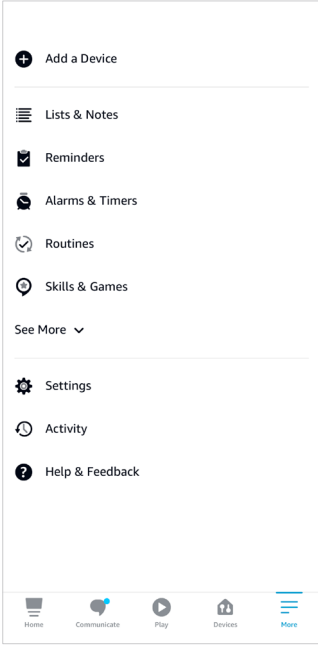 Add a Device
Lists & Notes
Reminders
Alarms & Timers
Routines
Skills & Games
See More
Settings
Activity
Help & Feedback
Home Communicate Play Devices More